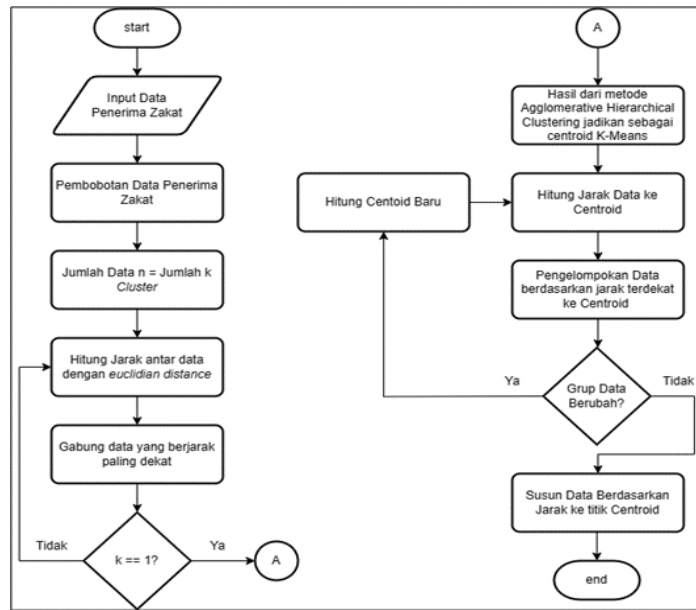 start
Input Data
Penerima Zakat
Pembobotan Data Penerima
Zakat
Jumlah Data n = Jumlah k
Cluster
Hitung Jarak antar data
dengan euclidian distance
Gabung data yang berjarak
paling dekat
Tidak
k == 1?
Ya
A
A
Hasil dari metode
Agglomerative Hierarchical
Clustering jadikan sebagai
centroid K-Means
Hitung Centoid Baru
Hitung Jarak Data ke
Centroid
Pengelompokan Data
berdasarkan jarak terdekat
ke Centroid
Ya
Grup Data
Berubah?
Tidak
Susun Data Berdasarkan
Jarak ke titik Centroid
end